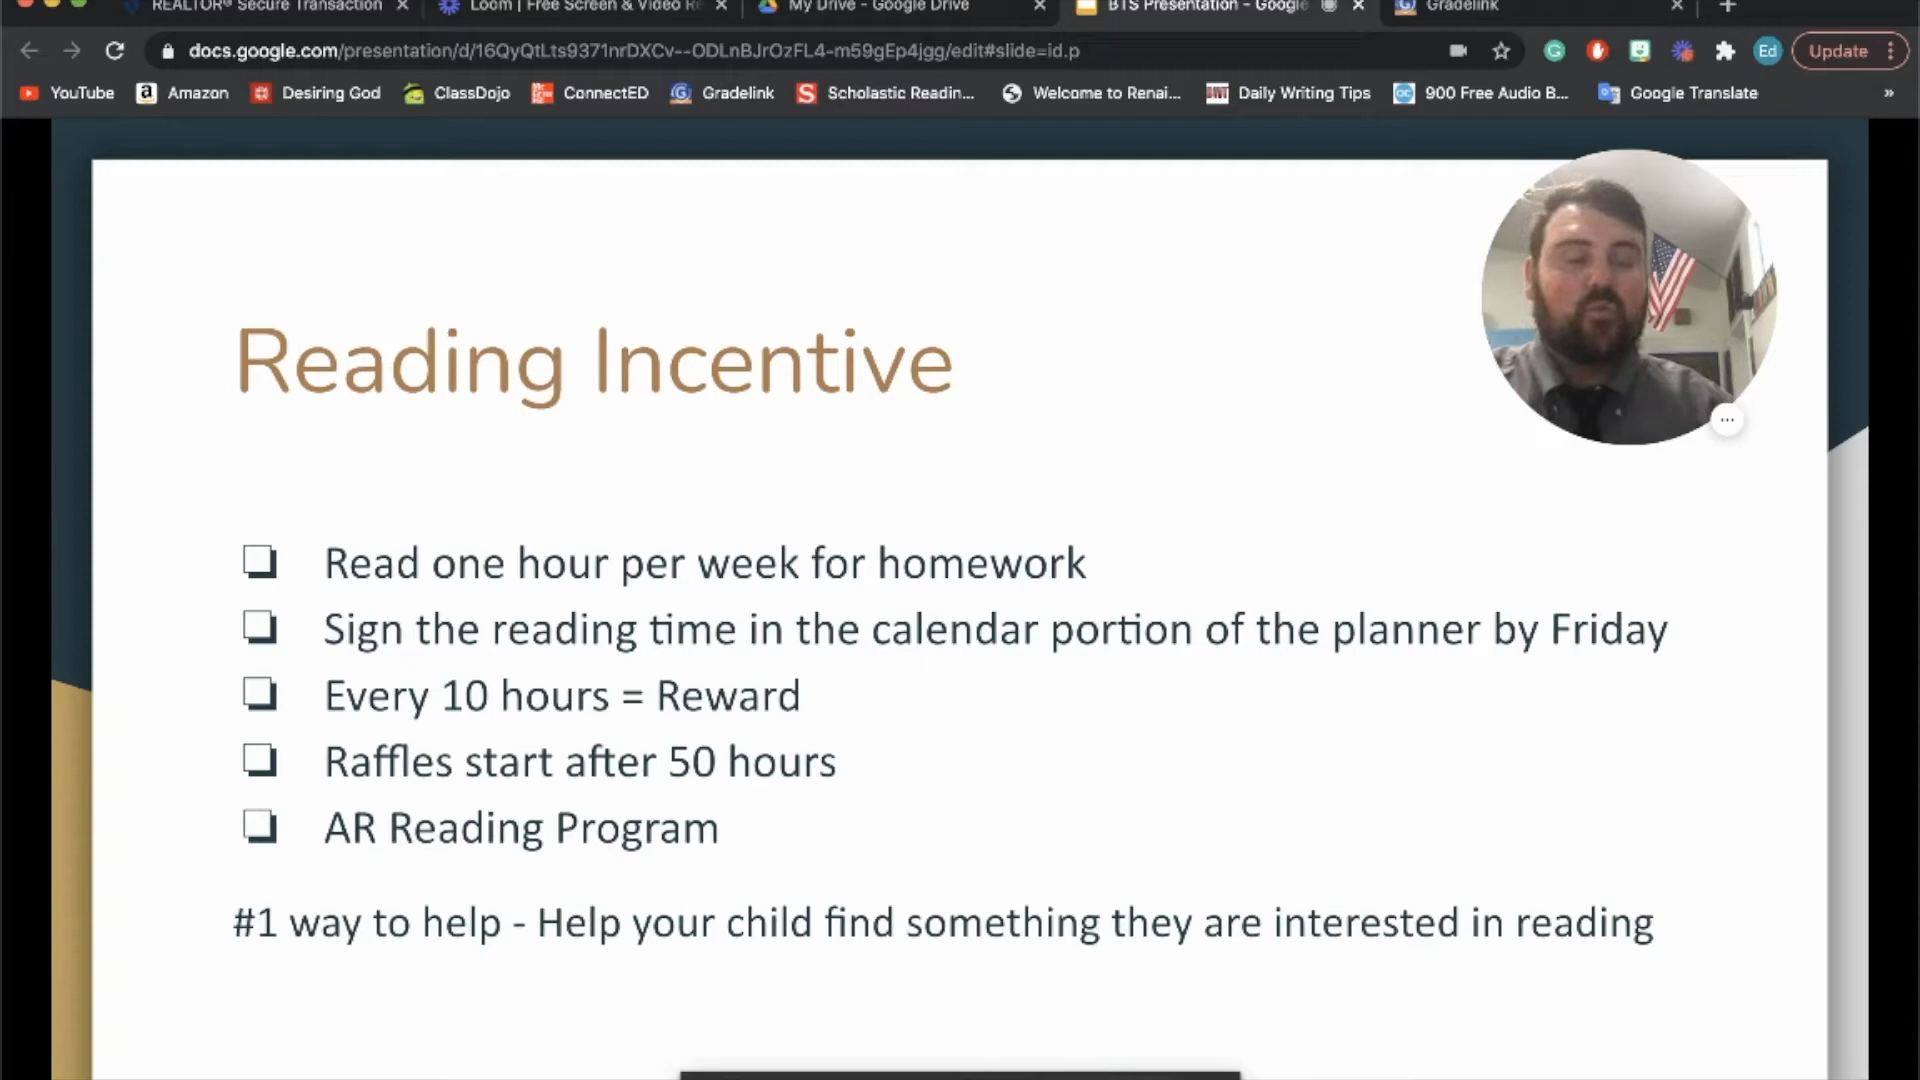 REALTOR® Secure Transaction
Loom | Free Screen & Video Re
My Drive - Google Drive
BTS Presentation - Google
Gradelink
docs.google.com/presentation/d/16QyQtLts9371nrDXCv--ODLnBJrOzFL4-m59gEp4jgg/edit#slide=id.p
Ed
Update
YouTube
Amazon
Desiring God
ClassDojo
ConnectED
Gradelink
Scholastic Readin...
Welcome to Renai...
Daily Writing Tips
900 Free Audio B...
Google Translate
»
Reading Incentive
Read one hour per week for homework
Sign the reading time in the calendar portion of the planner by Friday
Every 10 hours = Reward
Raffles start after 50 hours
AR Reading Program
#1 way to help - Help your child find something they are interested in reading